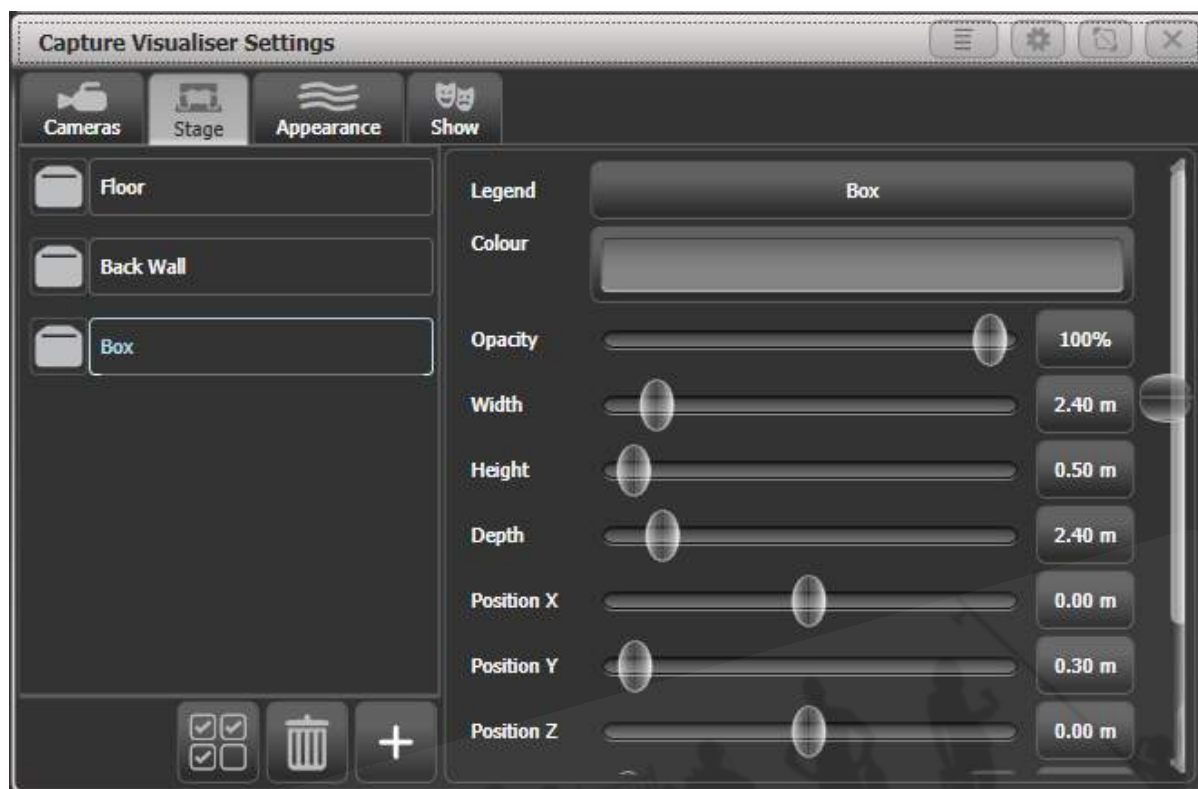 Capture Visualiser Settings
Cameras Stage Appearance Show
Floor
Back Wall
Box
Legend Box
Colour
Opacity 100%
Width 2.40 m
Height 0.50 m
Depth 2.40 m
Position X 0.00 m
Position Y 0.30 m
Position Z 0.00 m